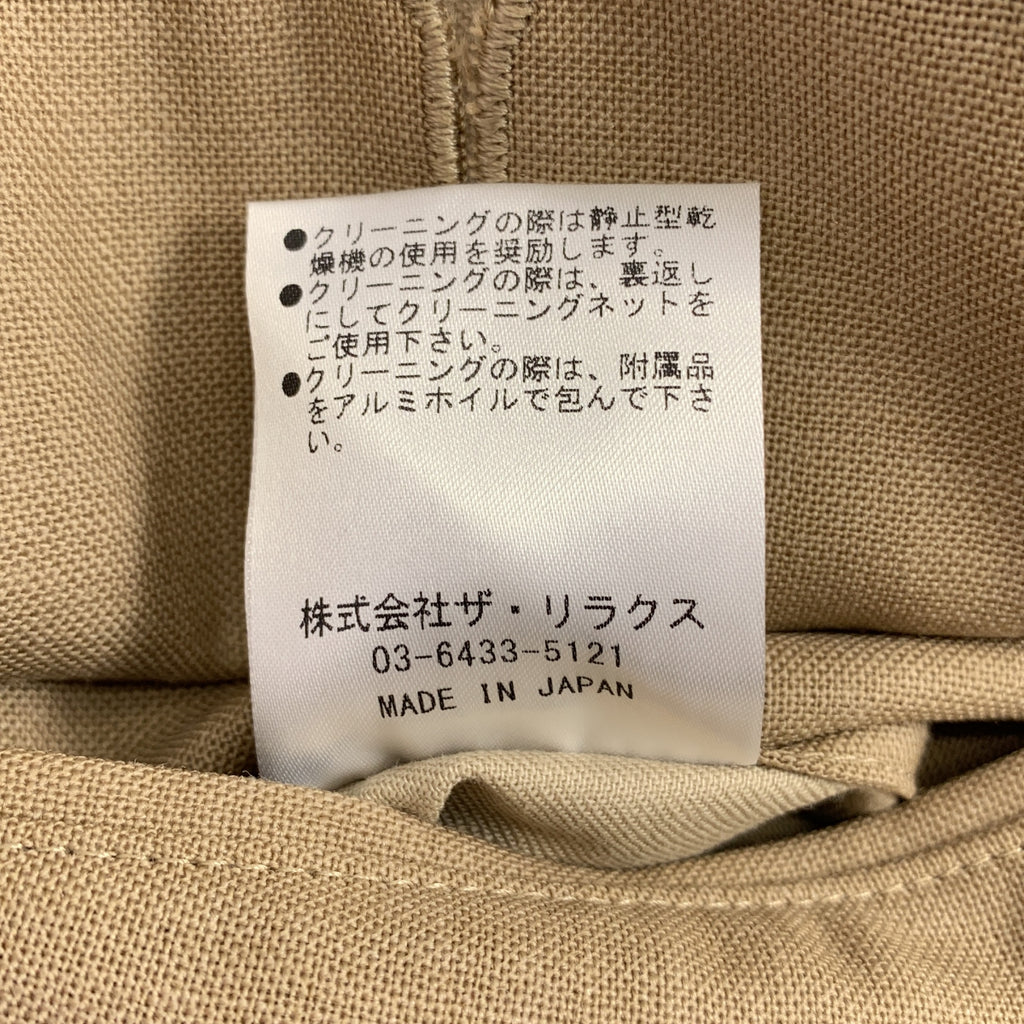 ●クリーニングの際は静止型乾
燥機の使用を奨励します。
●クリーニングの際は、裏返し
にしてクリーニングネットを
ご使用下さい。
●クリーニングの際は、附属品
をアルミホイルで包んで下さ
い。
株式会社ザ・リラクス
03-6433-5121
MADE IN JAPAN